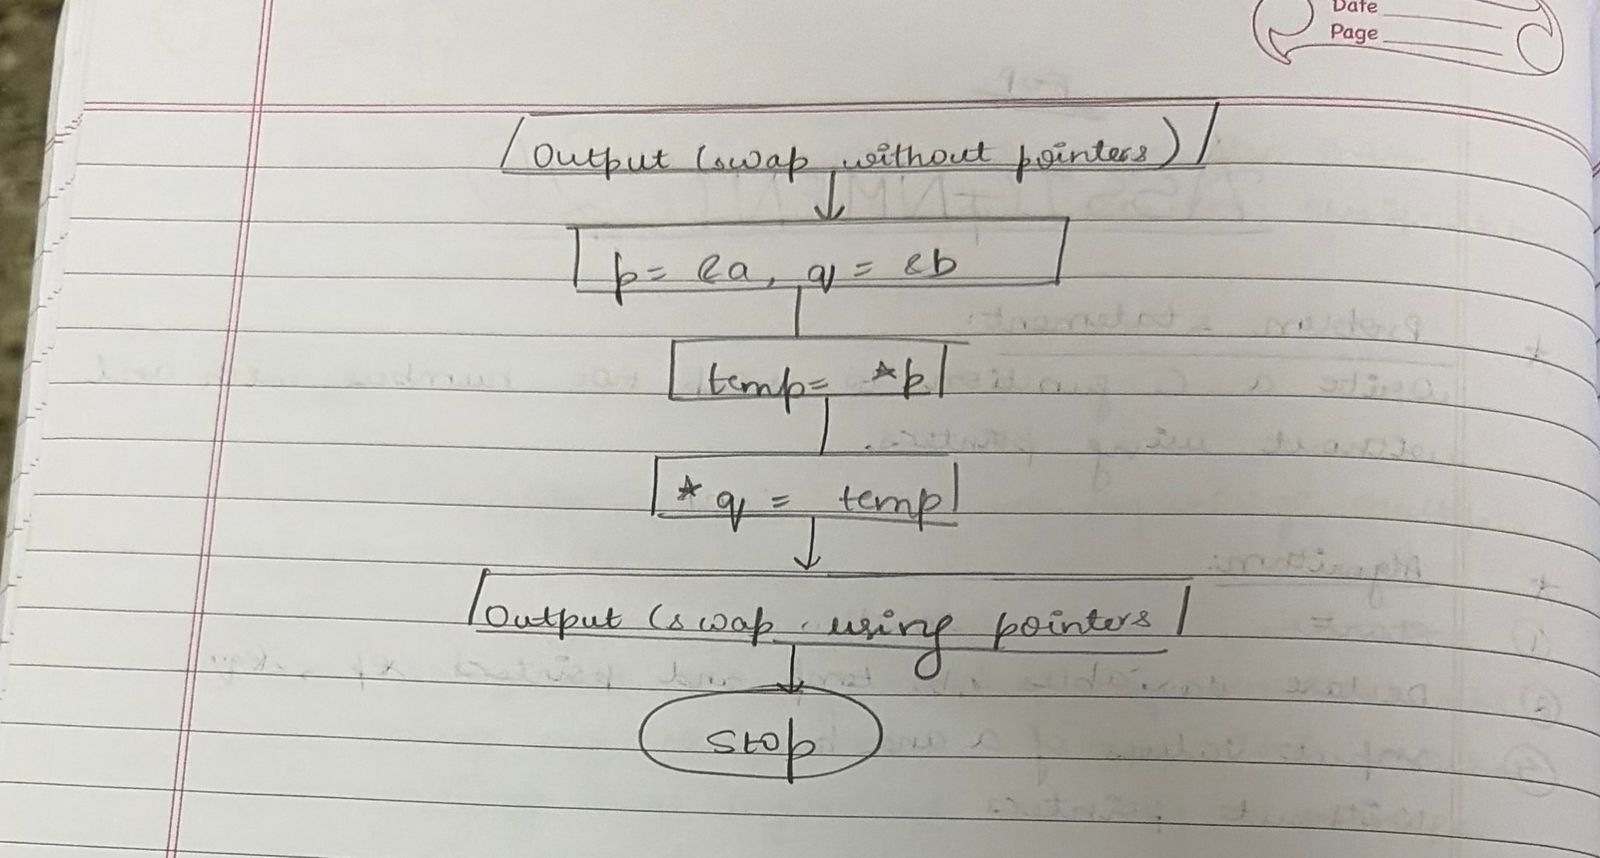 Date
Page
Output (swap without pointers)
p= &a, q = &b
temp= *p
*q = temp
Output (swap using pointers
Stop